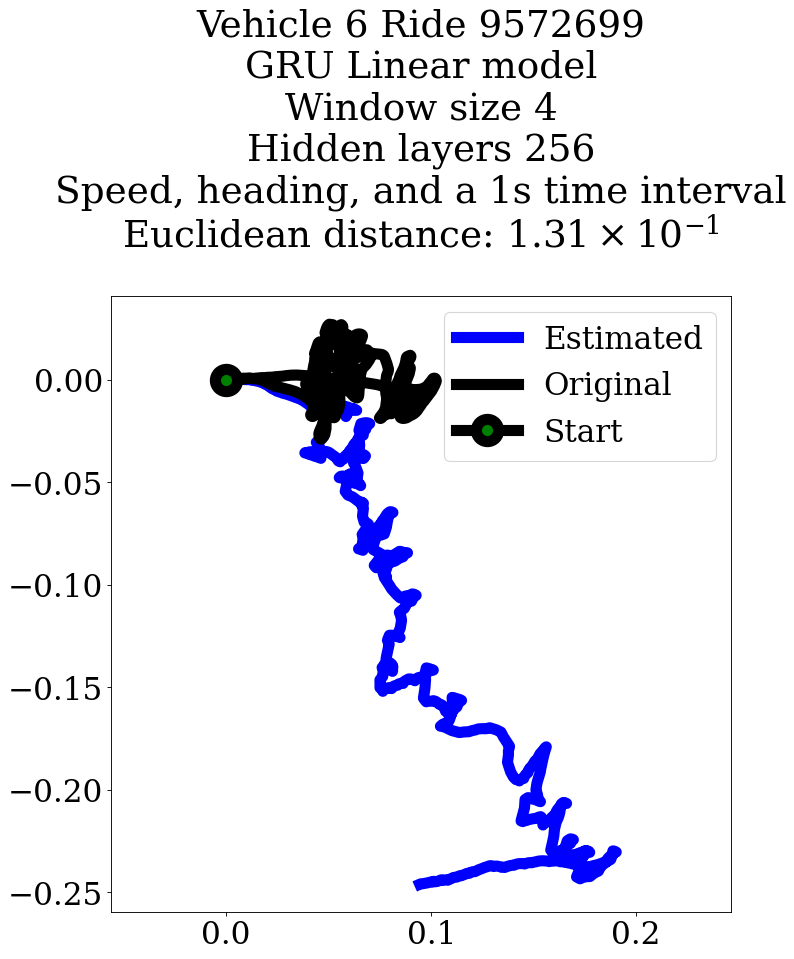 Vehicle 6 Ride 9572699
GRU Linear model
Window size 4
Hidden layers 256
Speed, heading, and a 1s time interval
Euclidean distance: 1.31 × 10⁻¹
Estimated
Original
Start
0.00
−0.05
−0.10
−0.15
−0.20
−0.25
0.0 0.1 0.2